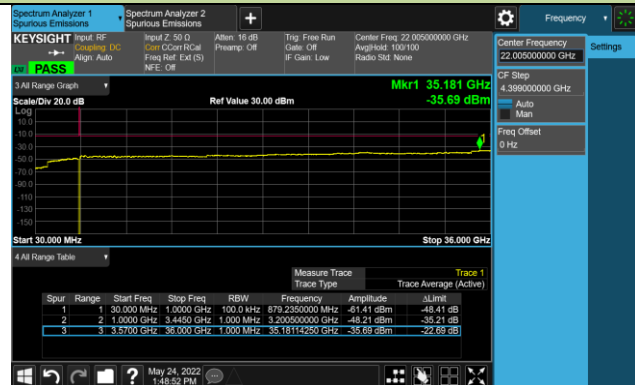 Spectrum Analyzer 1
Spurious Emissions
Spectrum Analyzer 2
Spurious Emissions
+
Frequency
KEYSIGHT
Input: RF
Coupling: DC
Align: Auto
Input Z: 50 Ω
Corr CCorr RCal
Freq Ref: Ext (S)
NFE: Off
Atten: 16 dB
Preamp: Off
Trig: Free Run
Gate: Off
IF Gain: Low
Center Freq: 22.005000000 GHz
Avg|Hold: 100/100
Radio Std: None
PASS
3 All Range Graph
Mkr1 35.181 GHz
Scale/Div 20.0 dB
Ref Value 30.00 dBm
-35.69 dBm
Log
10.0
-10.0
-30.0
-50.0
-70.0
-90.0
-110
-130
-150
1
Start 30.000 MHz
Stop 36.000 GHz
4 All Range Table
Measure Trace Trace 1
Trace Type Trace Average (Active)
Spur Range Start Freq Stop Freq RBW Frequency Amplitude ΔLimit
1 1 30.000 MHz 1.0000 GHz 100.0 kHz 879.2350000 MHz -61.41 dBm -48.41 dB
2 2 1.0000 GHz 3.4450 GHz 1.000 MHz 3.200500000 GHz -48.21 dBm -35.21 dB
3 3 3.5700 GHz 36.000 GHz 1.000 MHz 35.18114250 GHz -35.69 dBm -22.69 dB
May 24, 2022
1:48:52 PM
Center Frequency
22.005000000 GHz
Settings
CF Step
4.399000000 GHz
Auto
Man
Freq Offset
0 Hz